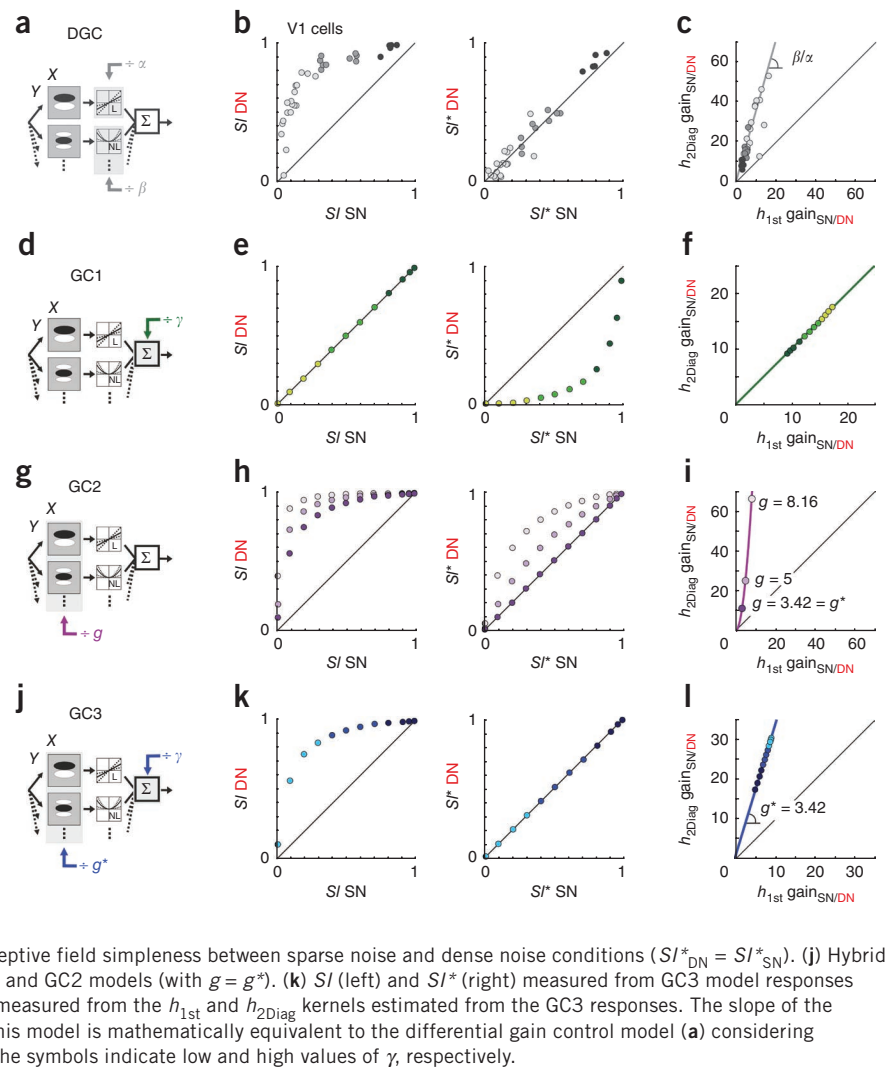 a
DGC
X
Y
÷ α
L
NL
Σ
÷ β
b
V1 cells
1
SI DN
0
0
SI SN
1
1
SI* DN
0
0
SI* SN
1
c
β/α
60
40
20
0
h2Diag gainSN/DN
0 20 40 60
h1st gainSN/DN
d
GC1
X
Y
÷ γ
L
NL
Σ
e
1
SI DN
0
0
SI SN
1
1
SI* DN
0
0
SI* SN
1
f
20
10
0
h2Diag gainSN/DN
0 10 20
h1st gainSN/DN
g
GC2
X
Y
L
NL
Σ
÷ g
h
1
SI DN
0
0
SI SN
1
1
SI* DN
0
0
SI* SN
1
i
g = 8.16
g = 5
g = 3.42 = g*
60
40
20
0
h2Diag gainSN/DN
0 20 40 60
h1st gainSN/DN
j
GC3
X
Y
÷ γ
L
NL
Σ
÷ g*
k
1
SI DN
0
0
SI SN
1
1
SI* DN
0
0
SI* SN
1
l
g* = 3.42
30
20
10
0
h2Diag gainSN/DN
0 10 20 30
h1st gainSN/DN
eptive field simpleness between sparse noise and dense noise conditions (SI*DN = SI*SN). (j) Hybrid
and GC2 models (with g = g*). (k) SI (left) and SI* (right) measured from GC3 model responses
measured from the h1st and h2Diag kernels estimated from the GC3 responses. The slope of the
his model is mathematically equivalent to the differential gain control model (a) considering
he symbols indicate low and high values of γ, respectively.